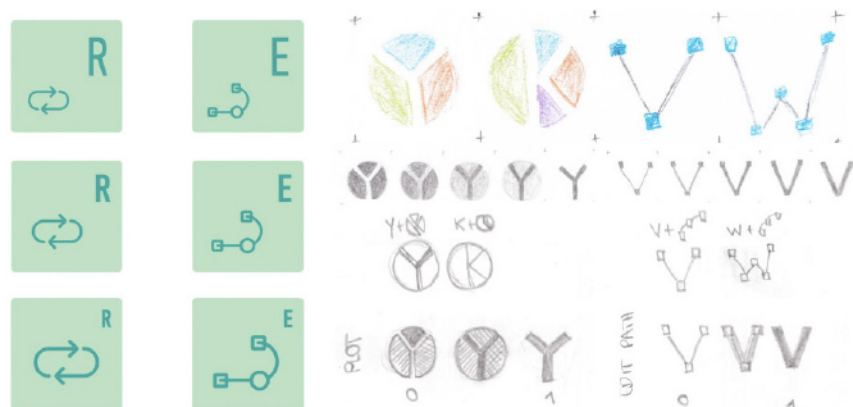 R
E
R
E
R
E
Y
Y
W
Y Y Y Y Y
V V V V V
Y+
K+
V+
W+
Y
K
V
W
PLOT
Y Y Y
EDIT PATH
V V V
0
1
0
1